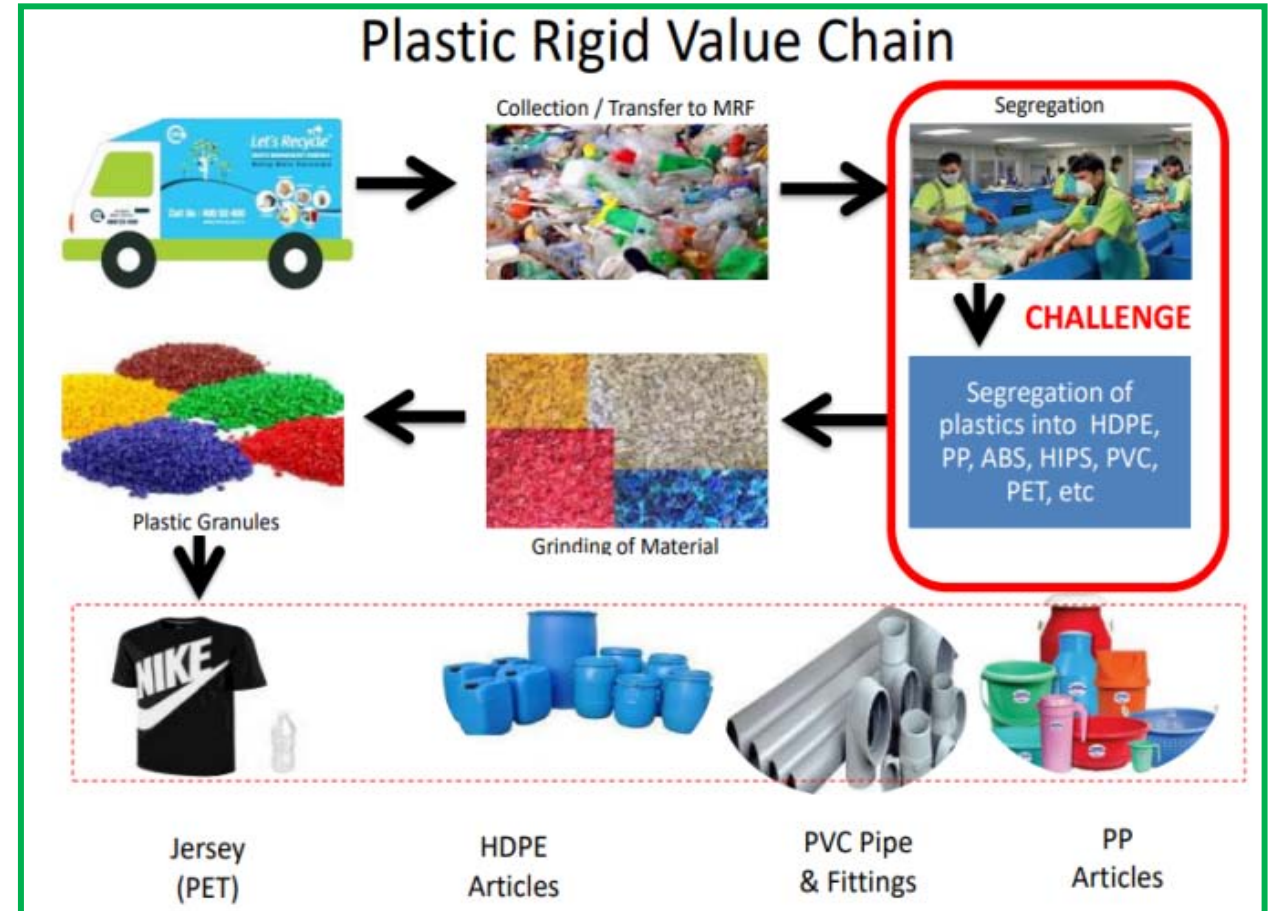 Plastic Rigid Value Chain
Let's Recycle
Collection / Transfer to MRF
Segregation
CHALLENGE
Segregation of
plastics into HDPE,
PP, ABS, HIPS, PVC,
PET, etc
Grinding of Material
Plastic Granules
NIKE
Jersey
(PET)
HDPE
Articles
PVC Pipe
& Fittings
PP
Articles